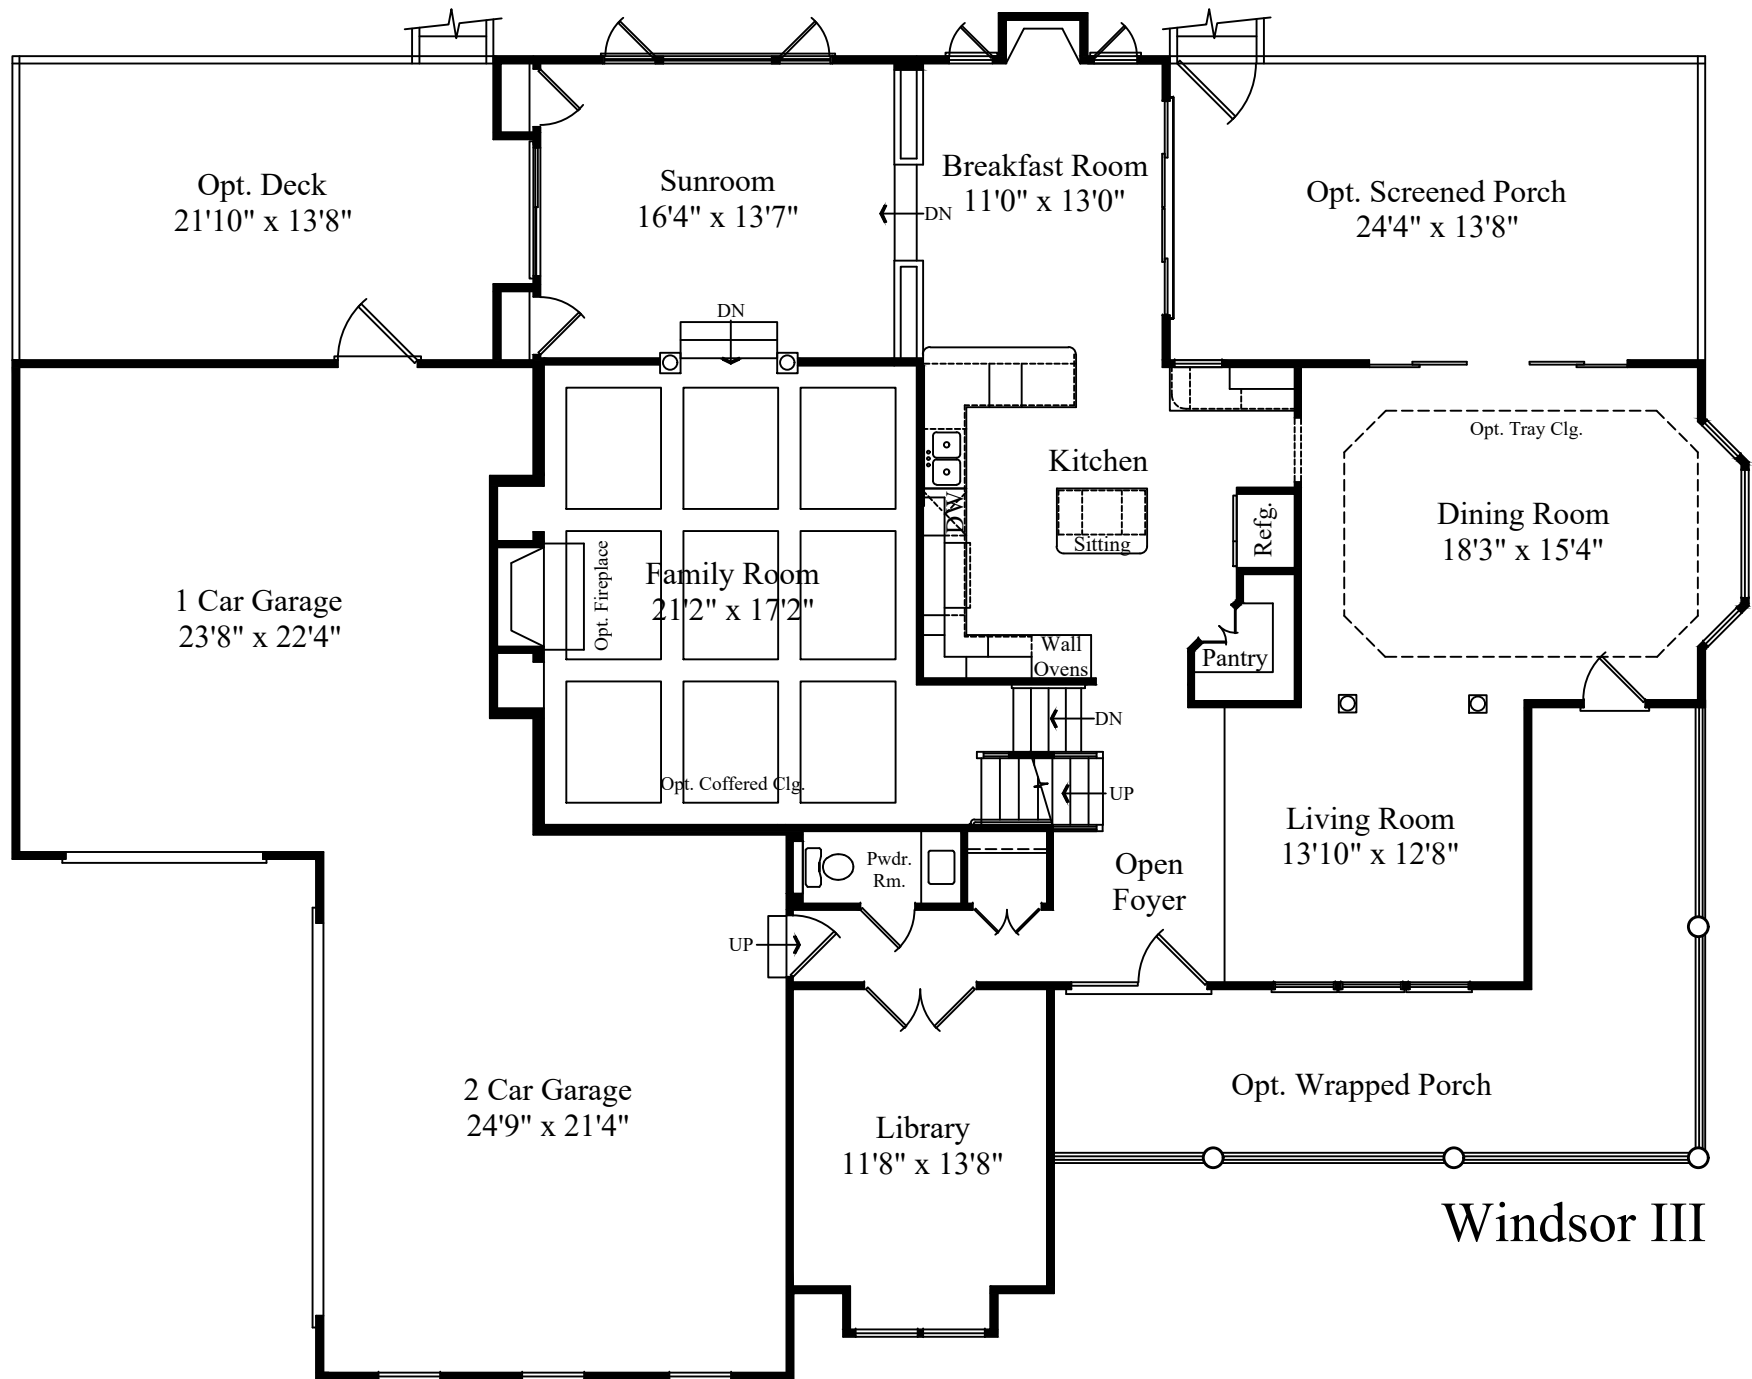 Opt. Deck
21'10" x 13'8"
Sunroom
16'4" x 13'7"
DN
Breakfast Room
11'0" x 13'0"
DN
Opt. Screened Porch
24'4" x 13'8"
Opt. Tray Clg.
Kitchen
DW
Sitting
Refg.
Dining Room
18'3" x 15'4"
1 Car Garage
23'8" x 22'4"
Opt. Fireplace
Family Room
21'2" x 17'2"
Wall
Ovens
Pantry
DN
Opt. Coffered Clg.
UP
Living Room
13'10" x 12'8"
Pwdr.
Rm.
Open
Foyer
UP
2 Car Garage
24'9" x 21'4"
Library
11'8" x 13'8"
Opt. Wrapped Porch
Windsor III